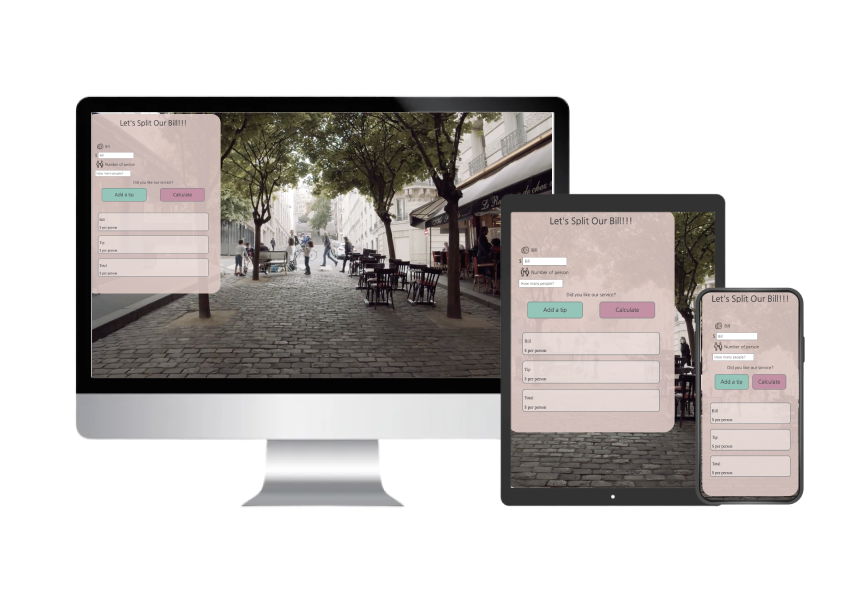 Let's Split Our Bill!!!
Bill
$ Bill
Number of person
How many people?
Did you like our service?
Add a tip Calculate
Bill
$ per person
Tip
$ per person
Total
$ per person
Let's Split Our Bill!!!
Bill
$ Bill
Number of person
How many people?
Did you like our service?
Add a tip Calculate
Bill
$ per person
Tip
$ per person
Total
$ per person
Let's Split Our Bill!!!
Bill
$ Bill
Number of person
How many people?
Did you like our service?
Add a tip Calculate
Bill
$ per person
Tip
$ per person
Total
$ per person